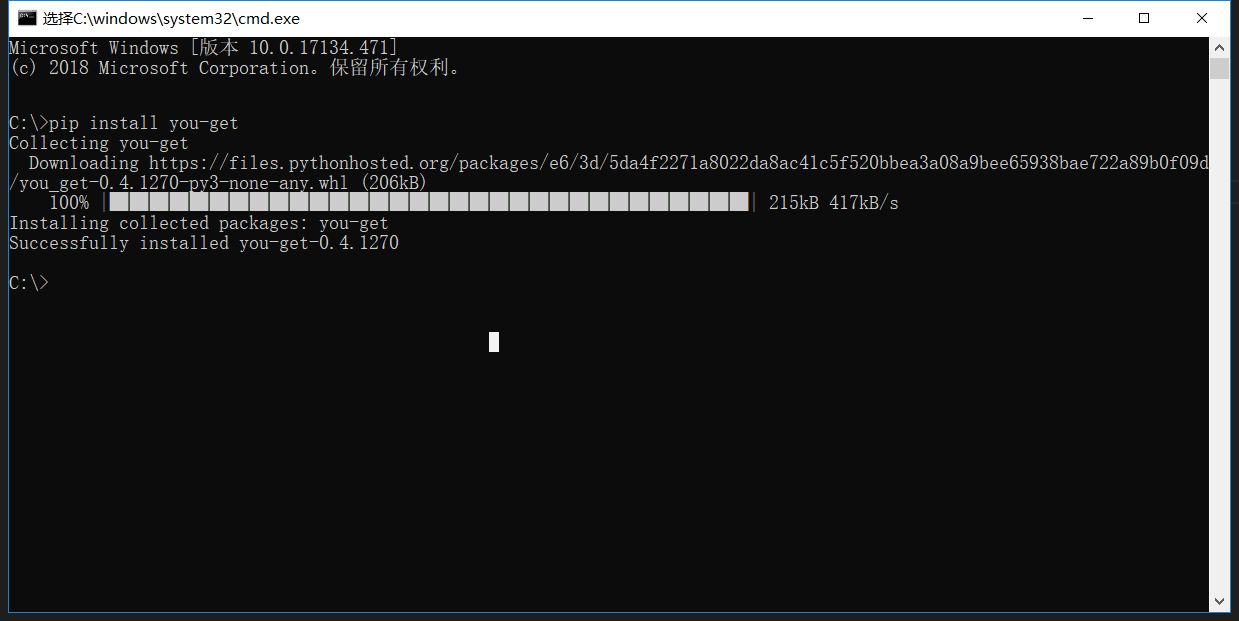 选择C:\windows\system32\cmd.exe
Microsoft Windows [版本 10.0.17134.471]
(c) 2018 Microsoft Corporation。保留所有权利。
C:\>pip install you-get
Collecting you-get
Downloading https://files.pythonhosted.org/packages/e6/3d/5da4f2271a8022da8ac41c5f520bbea3a08a9bee65938bae722a89b0f09d
/you_get-0.4.1270-py3-none-any.whl (206kB)
100% | | 215kB 417kB/s
Installing collected packages: you-get
Successfully installed you-get-0.4.1270
C:\>